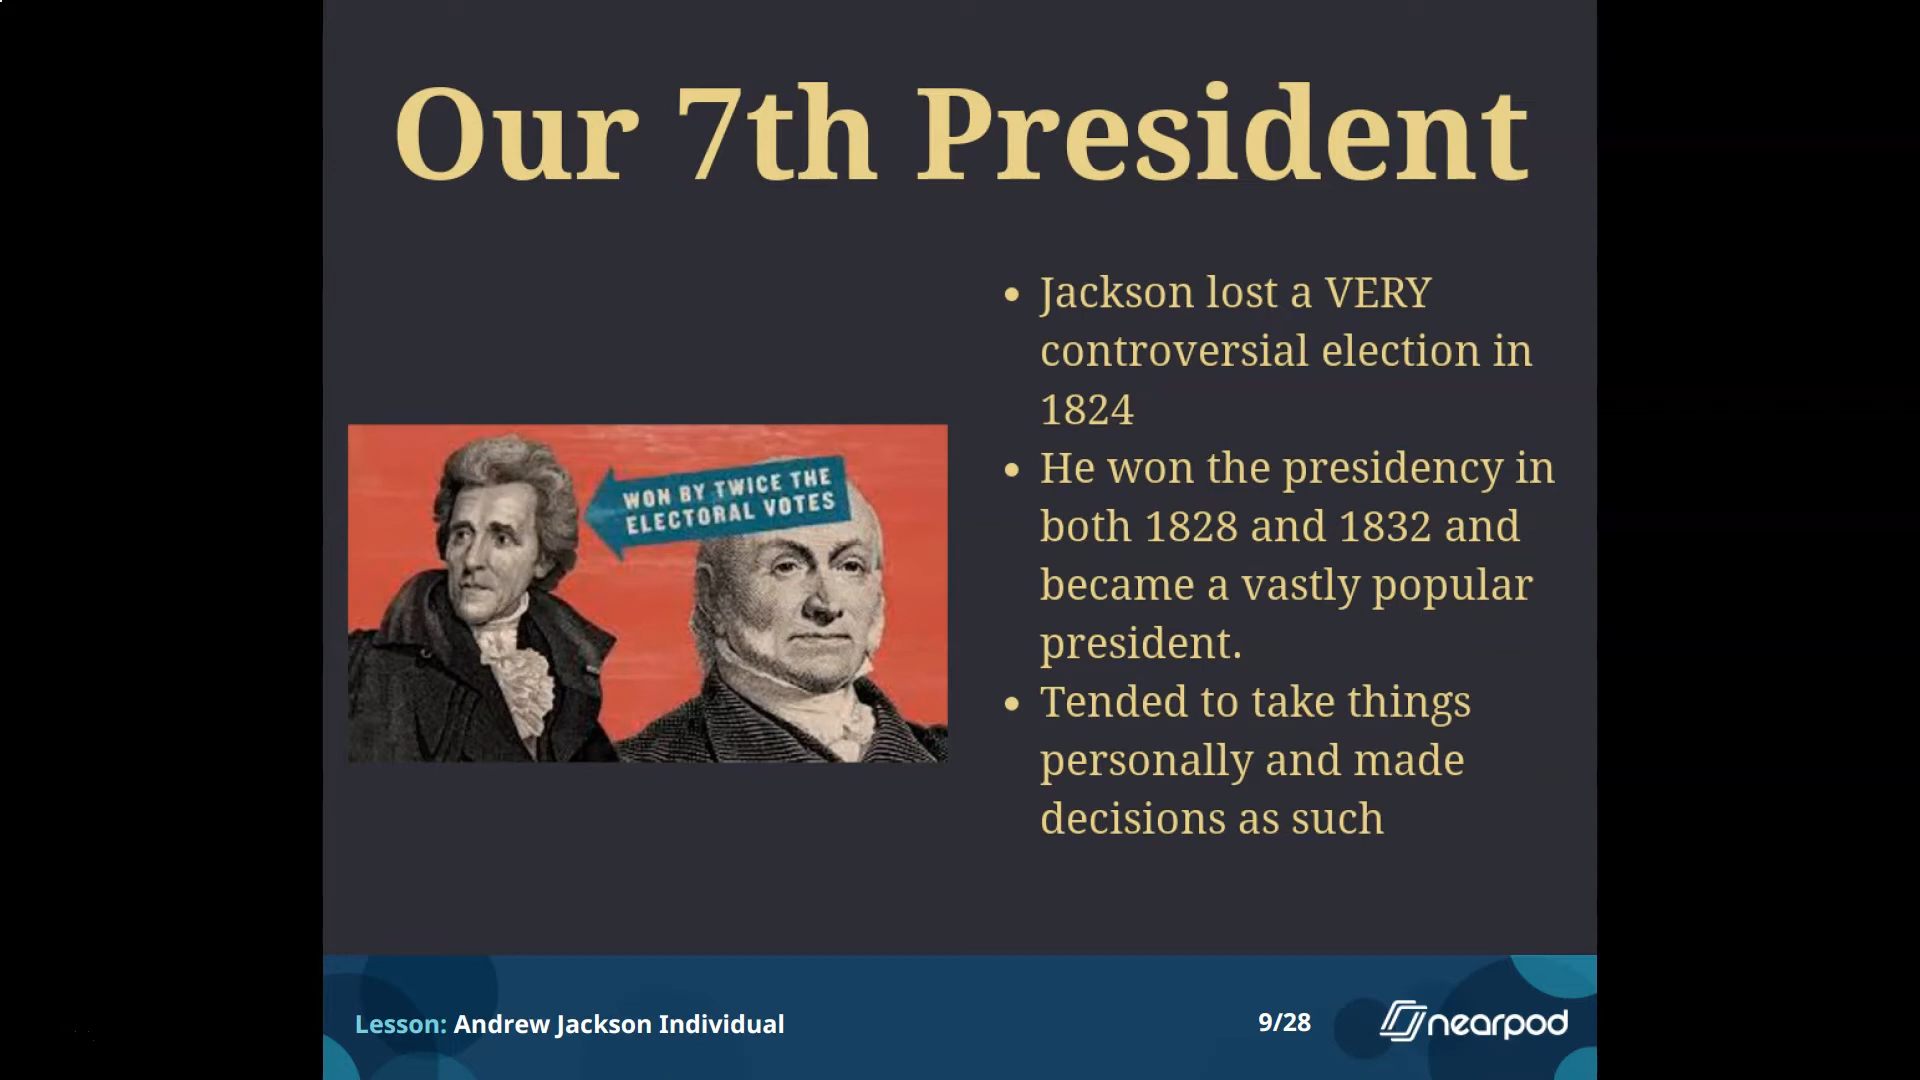 Our 7th President
WON BY TWICE THE
ELECTORAL VOTES
• Jackson lost a VERY
controversial election in
1824
• He won the presidency in
both 1828 and 1832 and
became a vastly popular
president.
• Tended to take things
personally and made
decisions as such
Lesson: Andrew Jackson Individual
9/28
nearpod